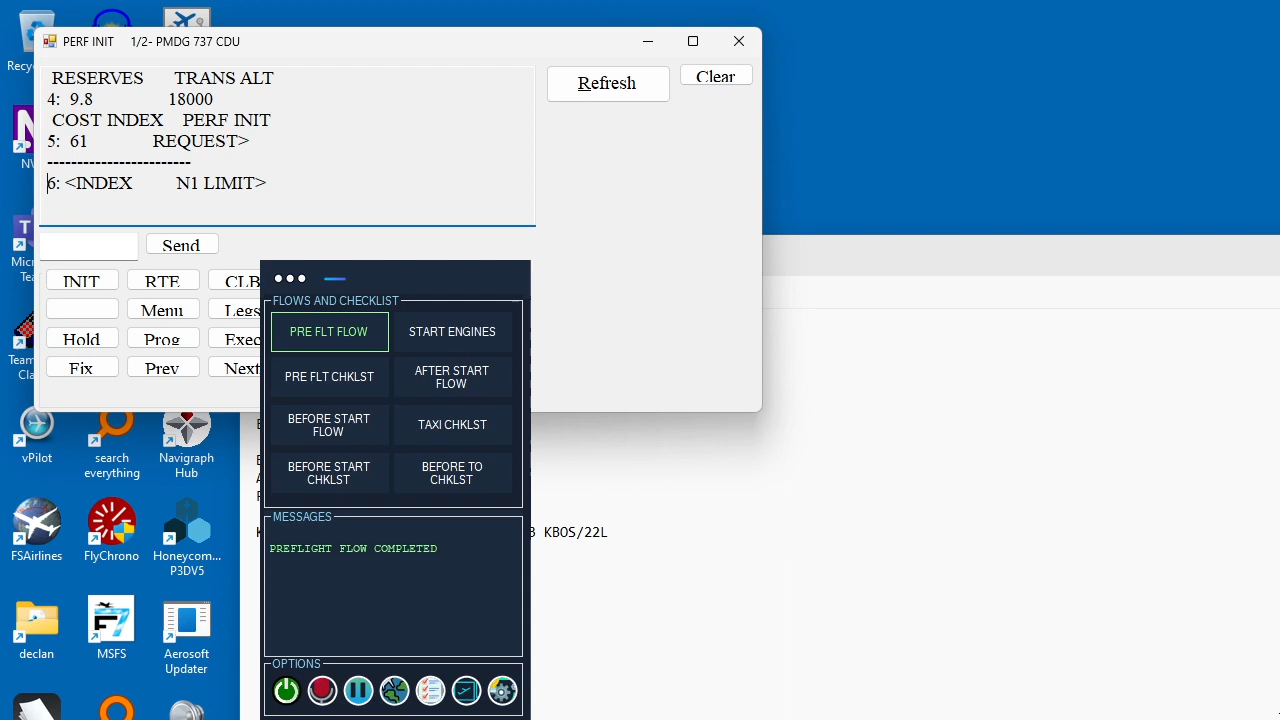 PERF INIT 1/2- PMDG 737 CDU
RESERVES TRANS ALT
4: 9.8 18000
COST INDEX PERF INIT
5: 61 REQUEST>
------------------------
6: <INDEX N1 LIMIT>
Refresh
Clear
Send
INIT RTE CLB
Menu Legs
Hold Prog Exec
Fix Prev Next
FLOWS AND CHECKLIST
PRE FLT FLOW
START ENGINES
PRE FLT CHKLST
AFTER START
FLOW
BEFORE START
FLOW
TAXI CHKLST
BEFORE START
CHKLST
BEFORE TO
CHKLST
MESSAGES
PREFLIGHT FLOW COMPLETED
OPTIONS
KBOS/22L
vPilot
search
everything
Navigraph
Hub
FSAirlines
FlyChrono
Honeycom...
P3DV5
declan
MSFS
Aerosoft
Updater